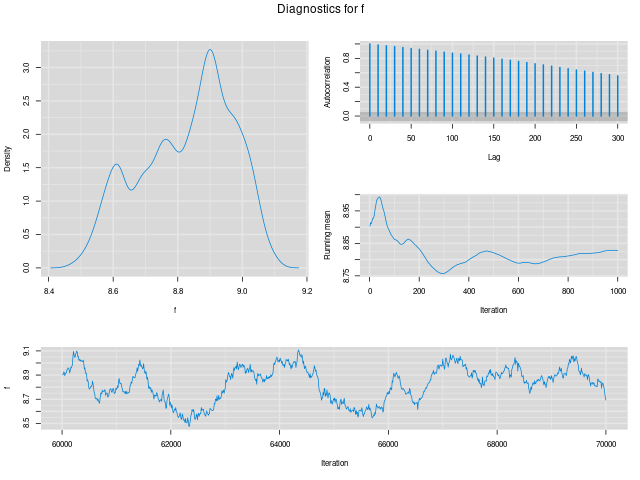 Diagnostics for f
Density
0.0 0.5 1.0 1.5 2.0 2.5 3.0
8.4 8.6 8.8 9.0 9.2
f
Autocorrelation
0.0 0.4 0.8
0 50 100 150 200 250 300
Lag
Running mean
8.75 8.85 8.95
0 200 400 600 800 1000
Iteration
f
8.5 8.7 8.9 9.1
60000 62000 64000 66000 68000 70000
Iteration